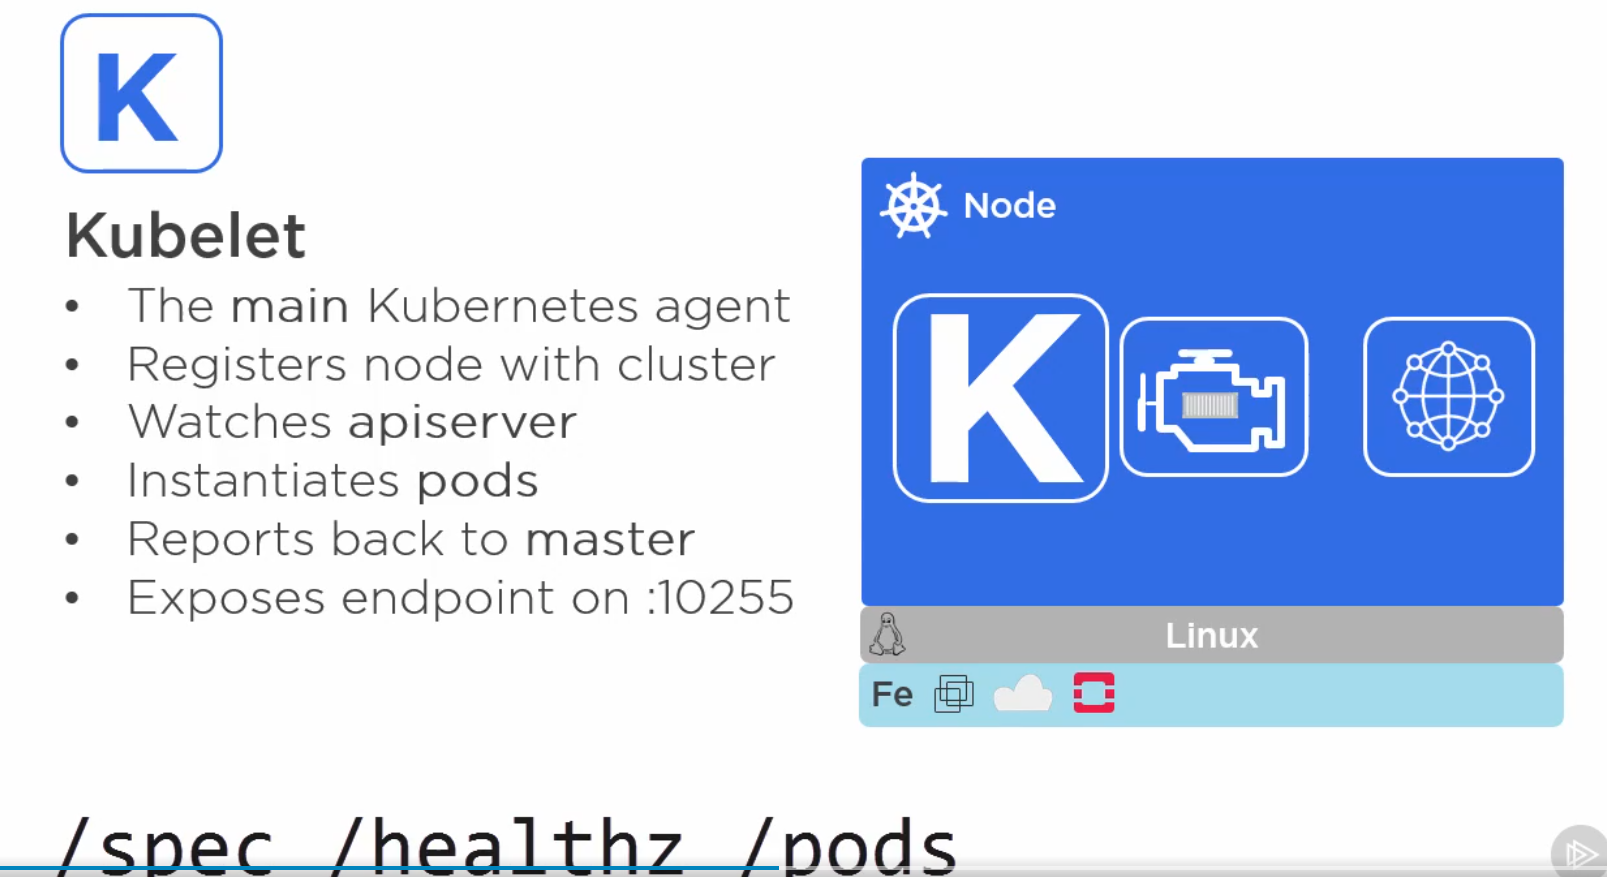 K
Kubelet
• The main Kubernetes agent
• Registers node with cluster
• Watches apiserver
• Instantiates pods
• Reports back to master
• Exposes endpoint on :10255
Node
K
Linux
Fe
/spec /healthz /pods